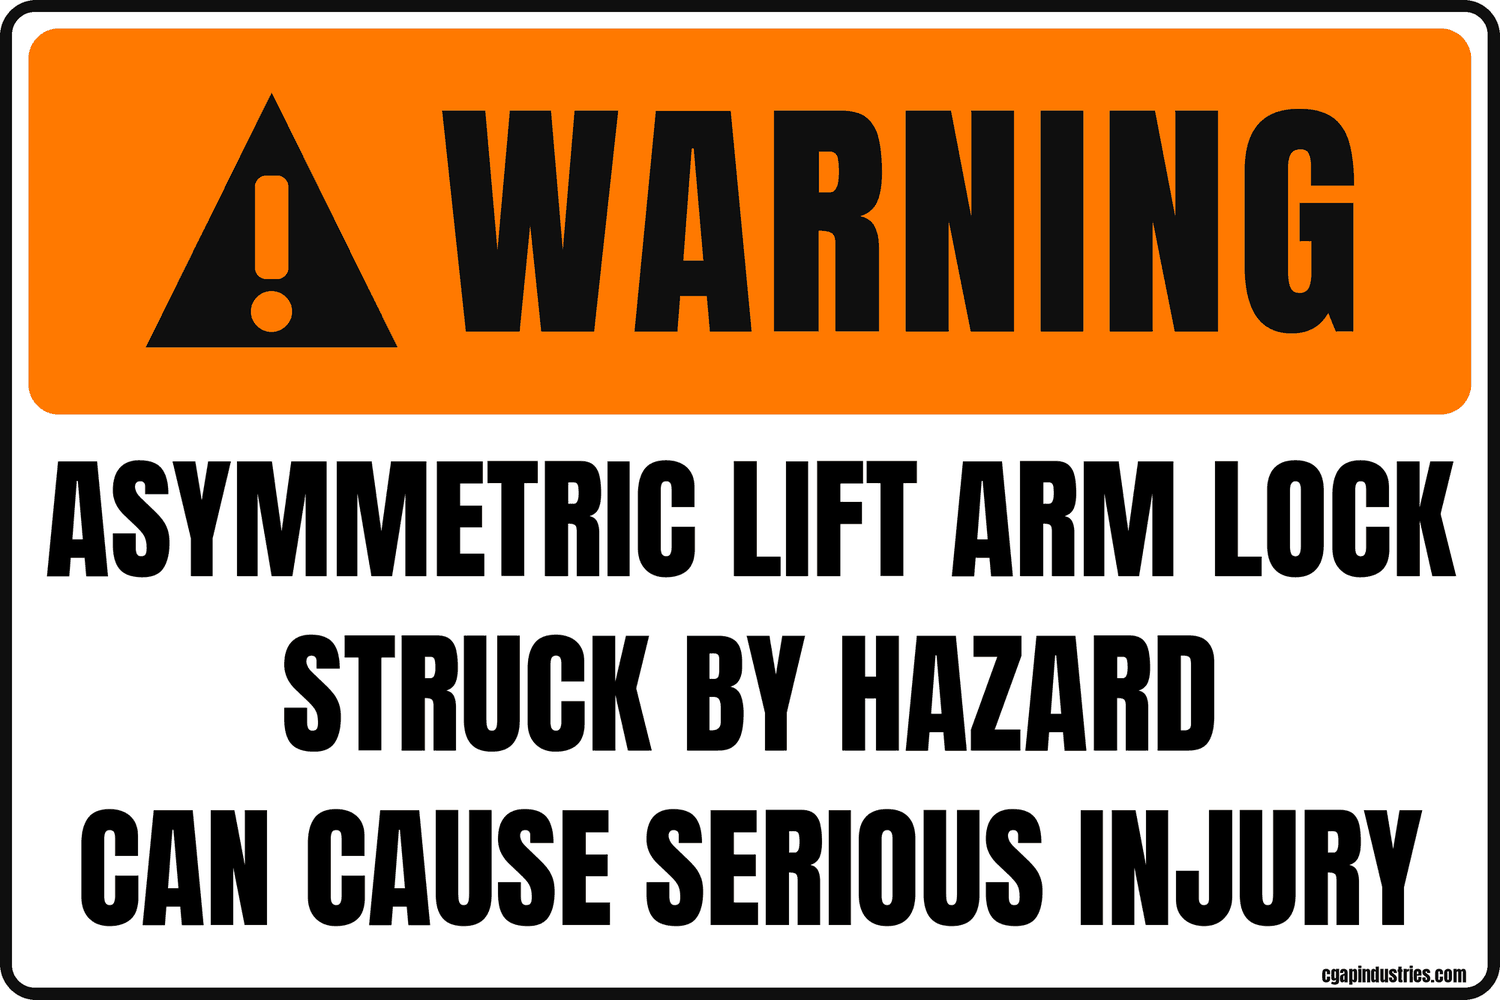 WARNING
ASYMMETRIC LIFT ARM LOCK
STRUCK BY HAZARD
CAN CAUSE SERIOUS INJURY
cgapindustries.com